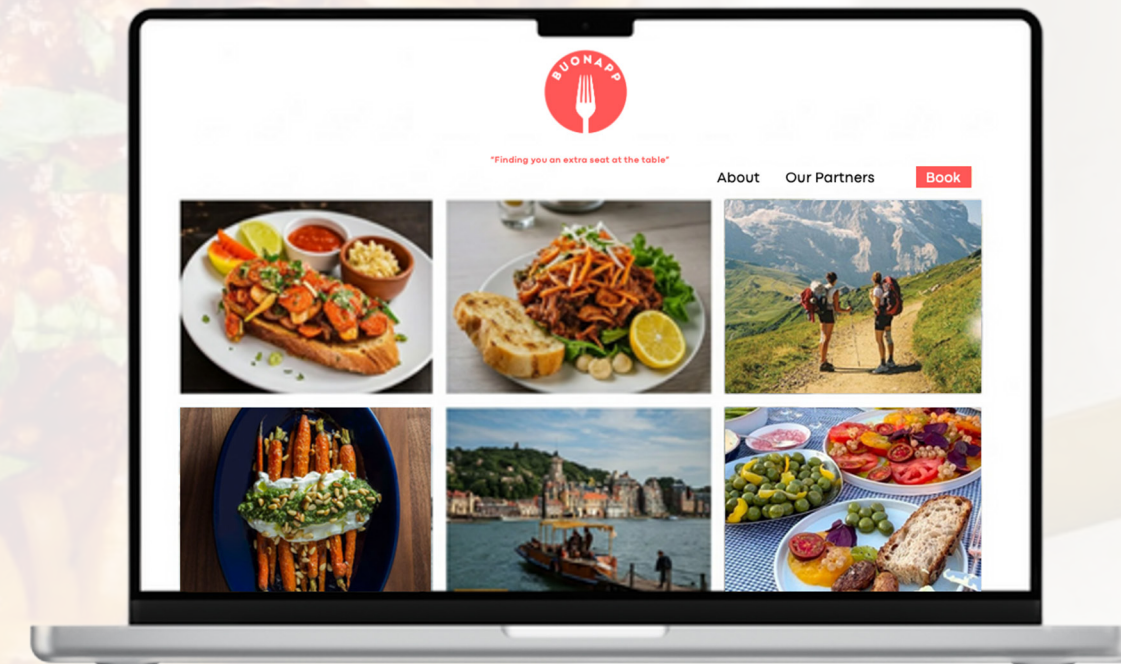 BUONAPP
"Finding you an extra seat at the table"
About Our Partners Book